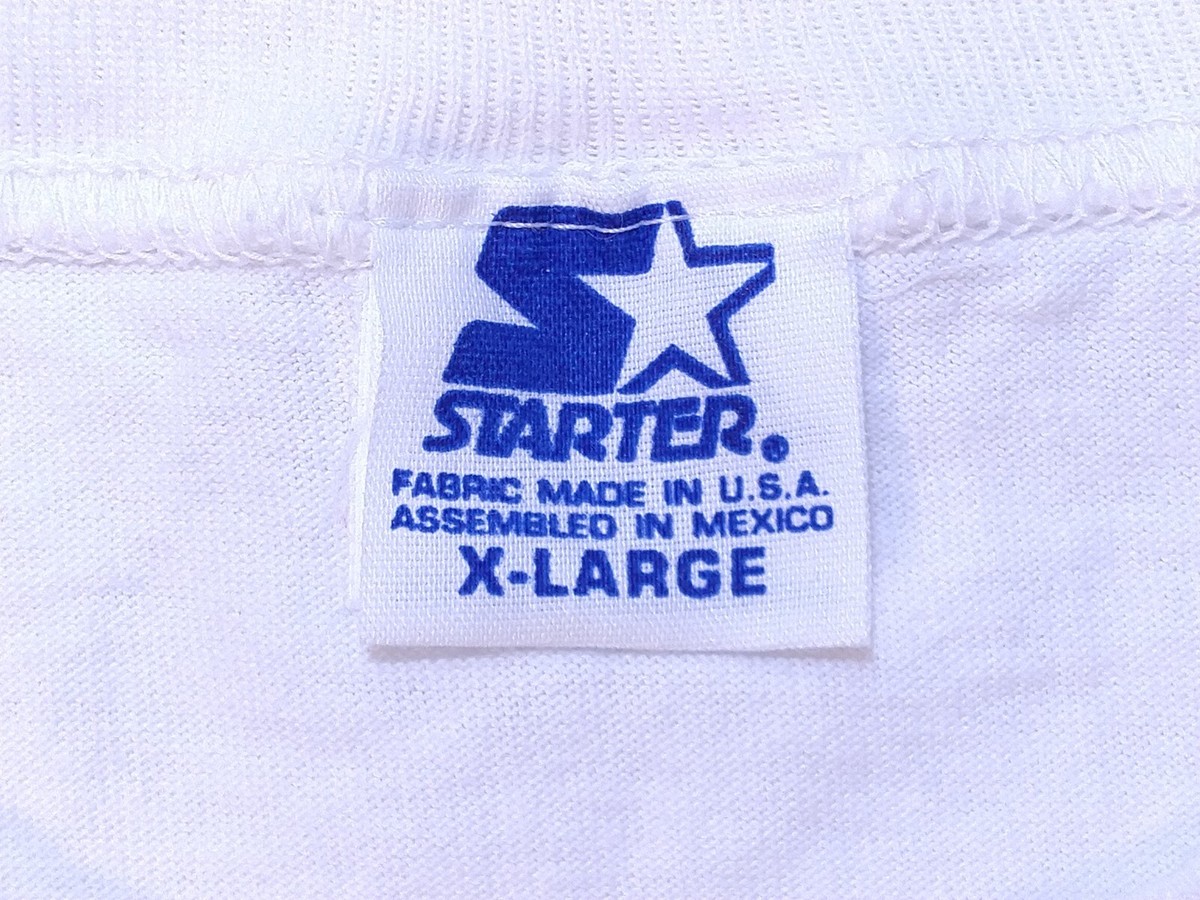 STARTER®
FABRIC MADE IN U.S.A.
ASSEMBLED IN MEXICO
X-LARGE